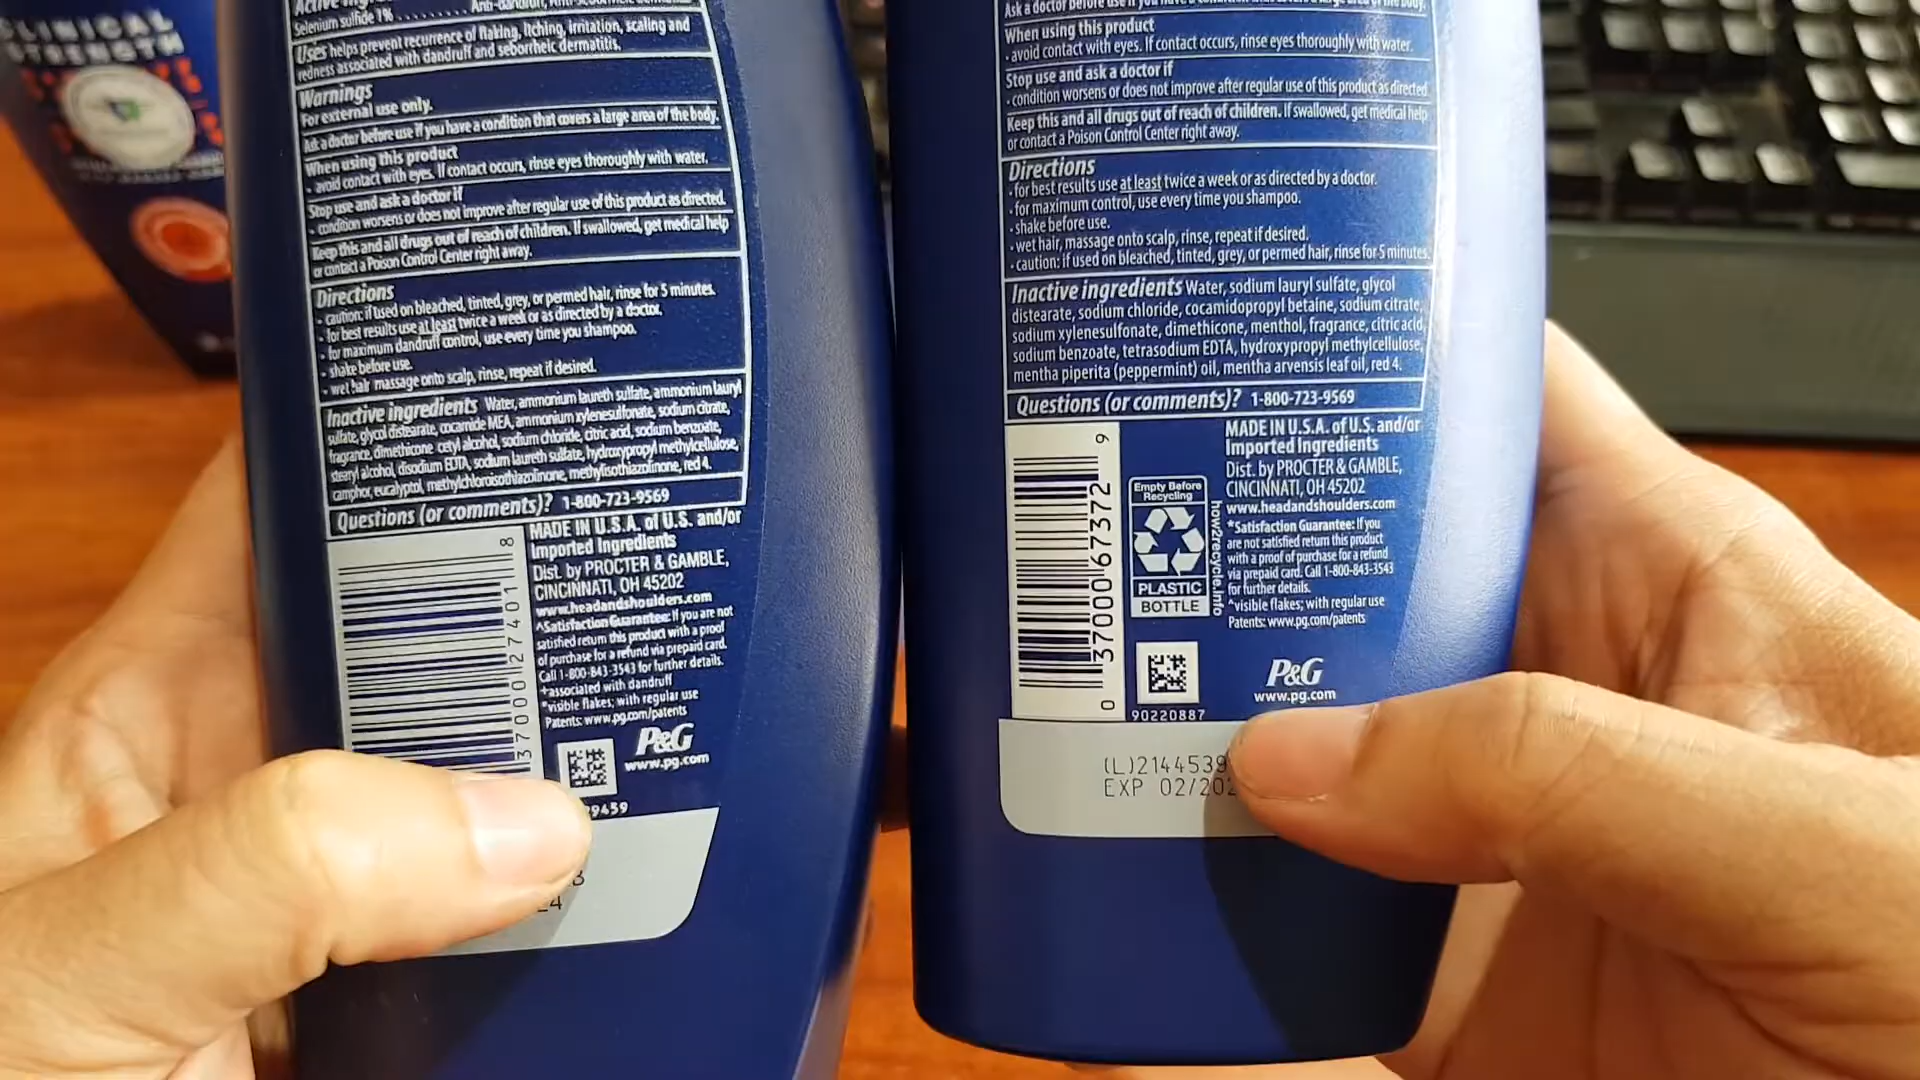 CLINICAL
STRENGTH
Selenium sulfide 1%
Uses helps prevent recurrence of flaking, itching, irritation, scaling and
redness associated with dandruff and seborrheic dermatitis.
Warnings
For external use only.
Ask a doctor before use if you have a condition that covers a large area of the body.
When using this product
• avoid contact with eyes. If contact occurs, rinse eyes thoroughly with water.
Stop use and ask a doctor if
• condition worsens or does not improve after regular use of this product as directed.
Keep this and all drugs out of reach of children. If swallowed, get medical help
or contact a Poison Control Center right away.
Directions
• caution: if used on bleached, tinted, grey, or permed hair, rinse for 5 minutes.
• for best results use at least twice a week or as directed by a doctor.
• for maximum dandruff control, use every time you shampoo.
• shake before use.
• wet hair massage onto scalp, rinse, repeat if desired.
Inactive ingredients Water, ammonium laureth sulfate, ammonium lauryl
sulfate, glycol distearate, cocamide MEA, ammonium xylenesulfonate, sodium citrate,
fragrance, dimethicone cetyl alcohol, sodium chloride, citric acid, sodium benzoate,
stearyl alcohol, disodium EDTA, sodium laureth sulfate, hydroxypropyl methylcellulose,
camphor, eucalyptol, methylchloroisothiazolinone, methylisothiazolinone, red 4.
Questions (or comments)? 1-800-723-9569
37000 27401 8
MADE IN U.S.A. of U.S. and/or
Imported Ingredients
Dist. by PROCTER & GAMBLE,
CINCINNATI, OH 45202
www.headandshoulders.com
^Satisfaction Guarantee: If you are not
satisfied return this product with a proof
of purchase for a refund via prepaid card.
Call 1-800-843-3543 for further details.
+associated with dandruff
*visible flakes; with regular use
Patents: www.pg.com/patents
P&G
www.pg.com
9459
Ask a doctor before use if you have a condition that covers a large area of the body.
When using this product
• avoid contact with eyes. If contact occurs, rinse eyes thoroughly with water.
Stop use and ask a doctor if
• condition worsens or does not improve after regular use of this product as directed.
Keep this and all drugs out of reach of children. If swallowed, get medical help
or contact a Poison Control Center right away.
Directions
• for best results use at least twice a week or as directed by a doctor.
• for maximum control, use every time you shampoo.
• shake before use.
• wet hair, massage onto scalp, rinse, repeat if desired.
• caution: if used on bleached, tinted, grey, or permed hair, rinse for 5 minutes.
Inactive ingredients Water, sodium lauryl sulfate, glycol
distearate, sodium chloride, cocamidopropyl betaine, sodium citrate,
sodium xylenesulfonate, dimethicone, menthol, fragrance, citric acid,
sodium benzoate, tetrasodium EDTA, hydroxypropyl methylcellulose,
mentha piperita (peppermint) oil, mentha arvensis leaf oil, red 4.
Questions (or comments)? 1-800-723-9569
0 37000 67372 9
Empty Before
Recycling
PLASTIC
BOTTLE
how2recycle.info
90220887
MADE IN U.S.A. of U.S. and/or
Imported Ingredients
Dist. by PROCTER & GAMBLE,
CINCINNATI, OH 45202
www.headandshoulders.com
*Satisfaction Guarantee: If you
are not satisfied return this product
with a proof of purchase for a refund
via prepaid card. Call 1-800-843-3543
for further details.
^visible flakes; with regular use
Patents: www.pg.com/patents
P&G
www.pg.com
(L)2144539
EXP 02/202